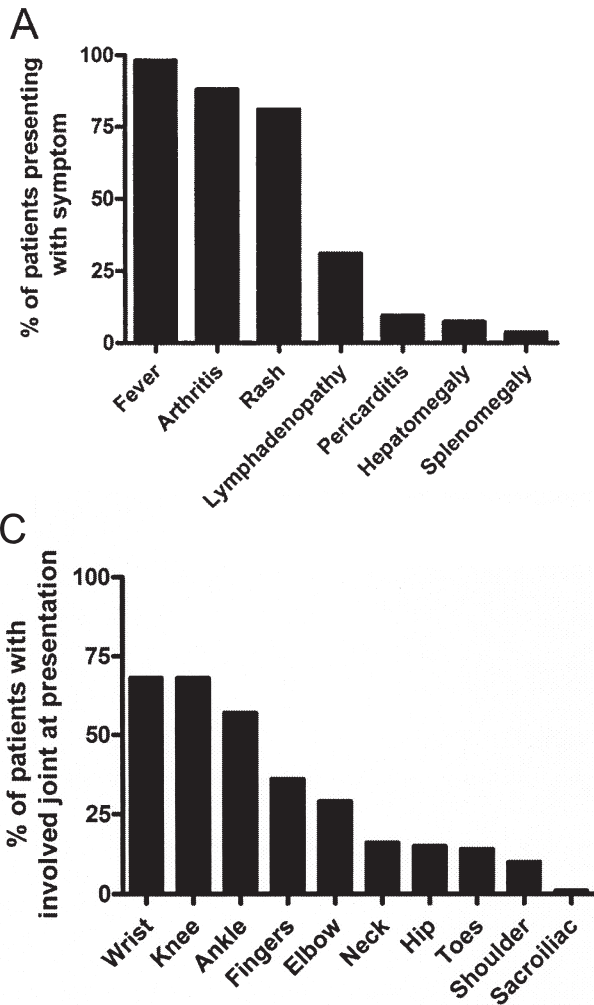 A
% of patients presenting
with symptom
100
75
50
25
0
Fever
Arthritis
Rash
Lymphadenopathy
Pericarditis
Hepatomegaly
Splenomegaly
C
% of patients with
involved joint at presentation
100
75
50
25
0
Wrist
Knee
Ankle
Fingers
Elbow
Neck
Hip
Toes
Shoulder
Sacroiliac